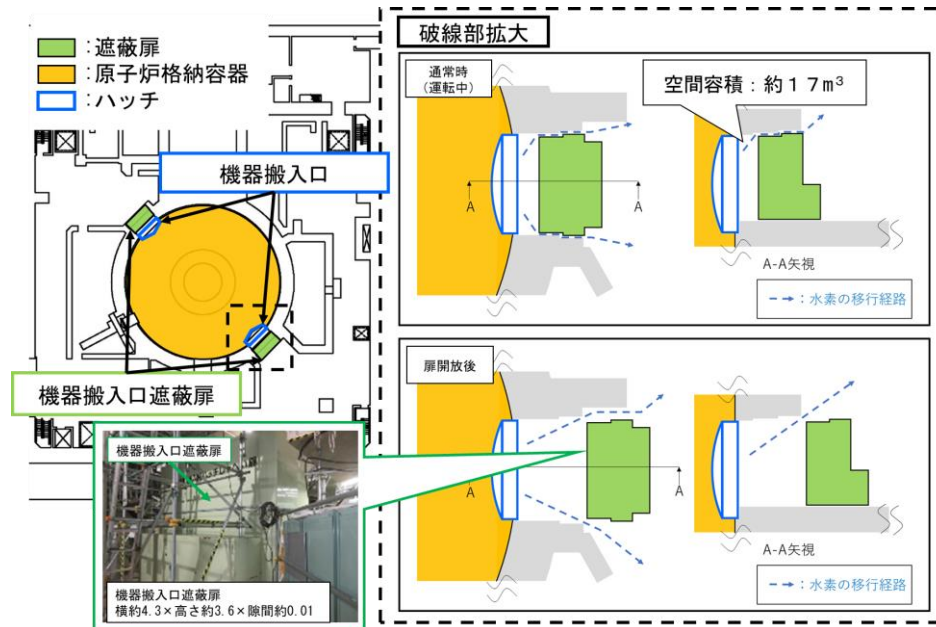 ：遮蔽扉
：原子炉格納容器
：ハッチ
機器搬入口
機器搬入口遮蔽扉
機器搬入口遮蔽扉
機器搬入口遮蔽扉
横約4.3×高さ約3.6×隙間約0.01
破線部拡大
通常時
（運転中）
空間容積：約１７m³
A
A
A-A矢視
：水素の移行経路
扉開放後
A
A
A-A矢視
：水素の移行経路